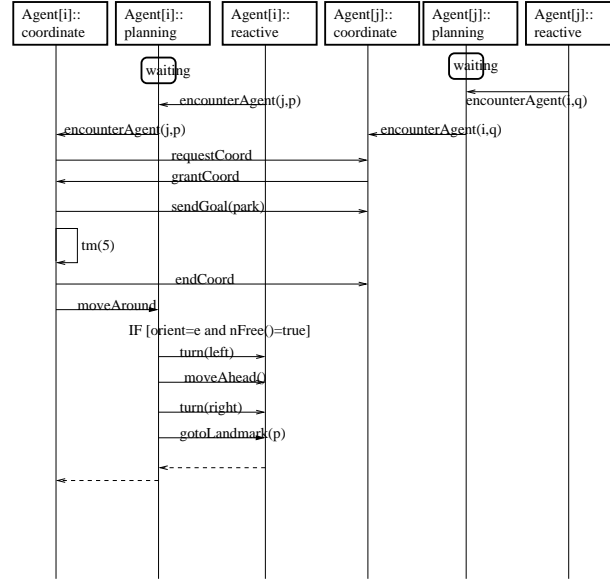 Agent[i]::
coordinate
Agent[i]::
planning
Agent[i]::
reactive
Agent[j]::
coordinate
Agent[j]::
planning
Agent[j]::
reactive
waiting
waiting
encounterAgent(j,p)
encounterAgent(i,q)
encounterAgent(j,p)
encounterAgent(i,q)
requestCoord
grantCoord
sendGoal(park)
tm(5)
endCoord
moveAround
IF [orient=e and nFree()=true]
turn(left)
moveAhead()
turn(right)
gotoLandmark(p)